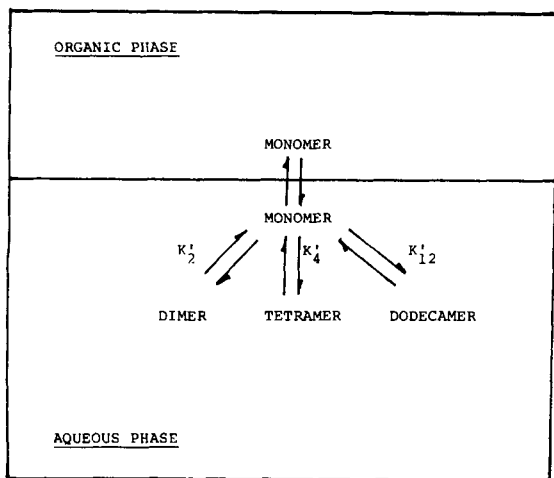 ORGANIC PHASE
MONOMER
MONOMER
K'2 K'4 K'12
DIMER TETRAMER DODECAMER
AQUEOUS PHASE